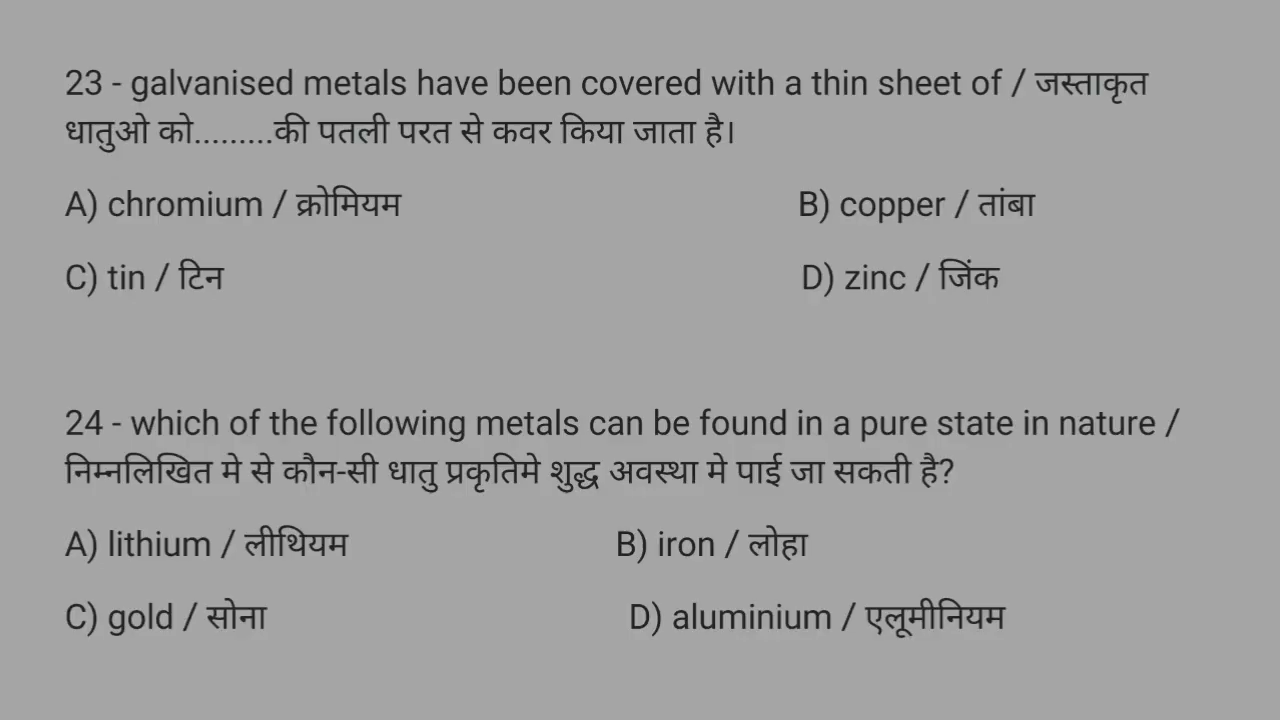 23 - galvanised metals have been covered with a thin sheet of / जस्ताकृत
धातुओ को.........की पतली परत से कवर किया जाता है।
A) chromium / क्रोमियम B) copper / तांबा
C) tin / टिन D) zinc / जिंक
24 - which of the following metals can be found in a pure state in nature /
निम्नलिखित मे से कौन-सी धातु प्रकृतिमे शुद्ध अवस्था मे पाई जा सकती है?
A) lithium / लीथियम B) iron / लोहा
C) gold / सोना D) aluminium / एलूमीनियम